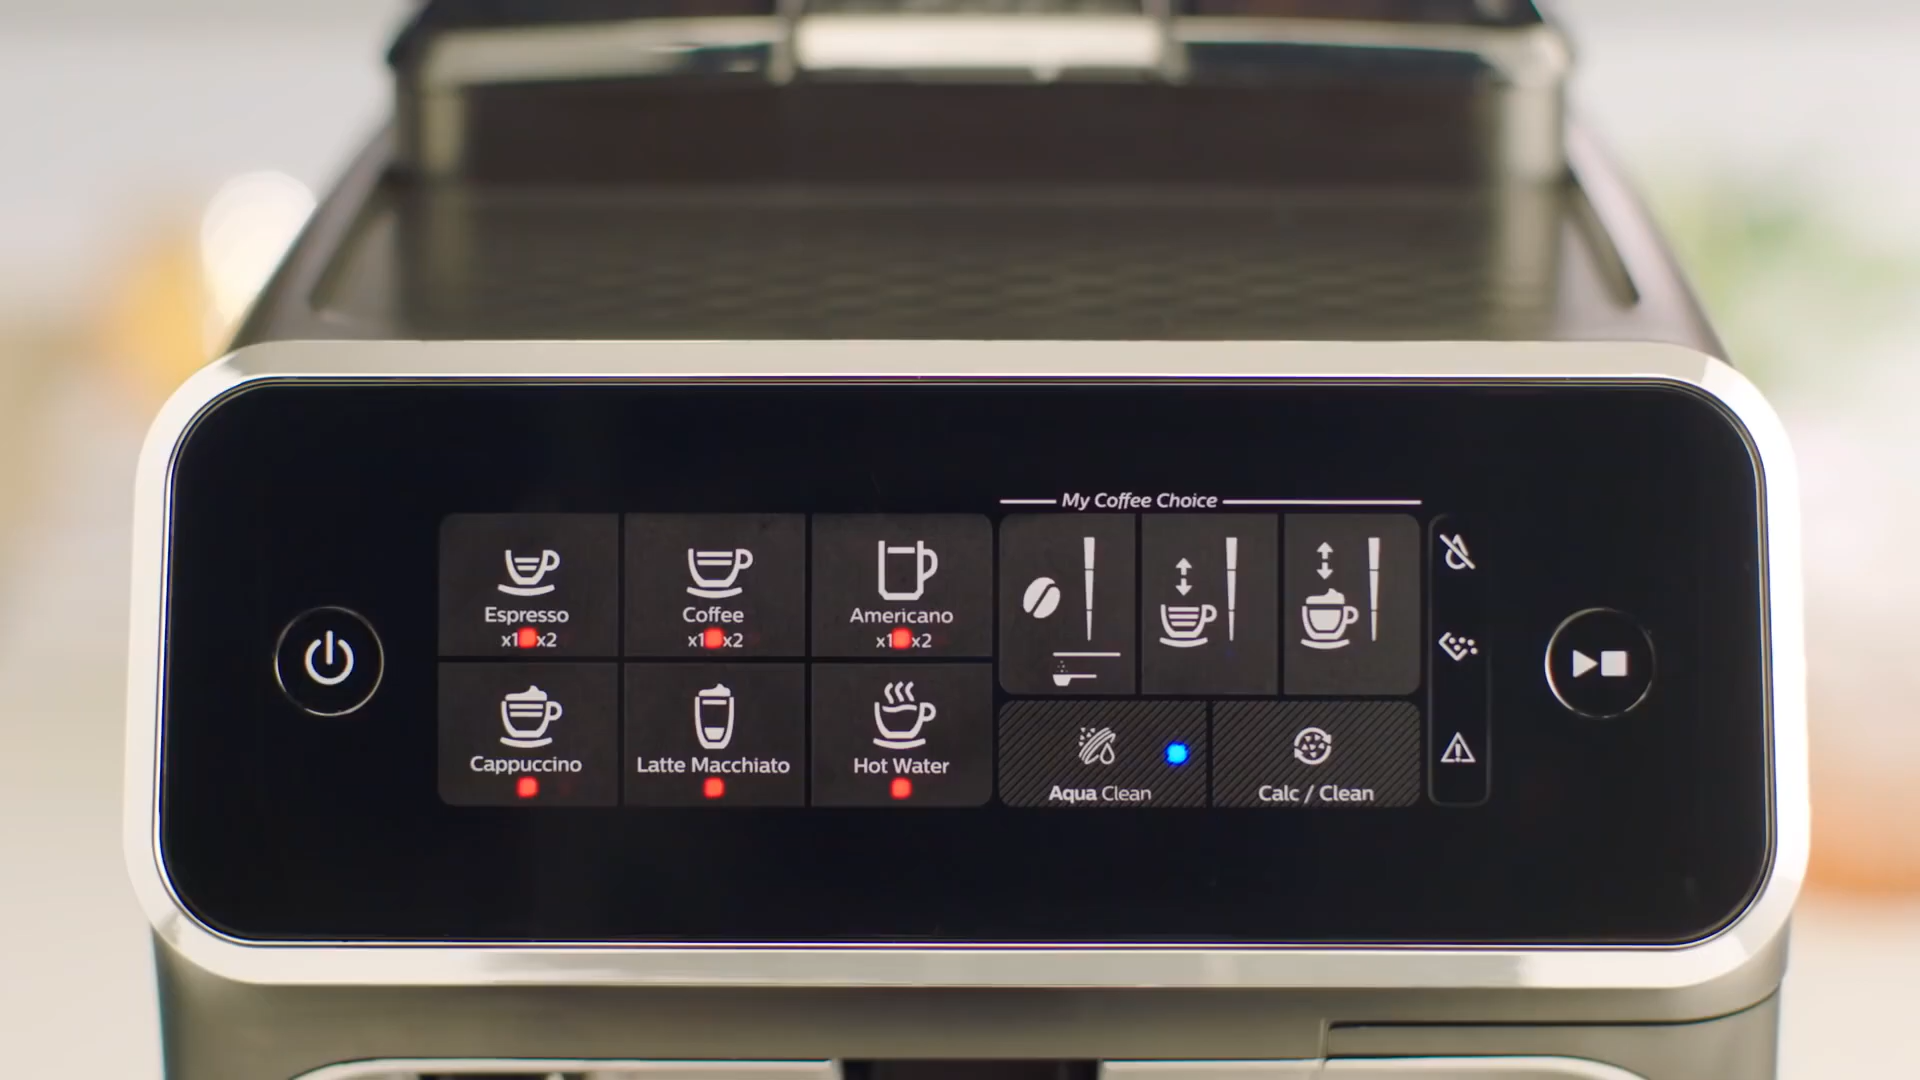 My Coffee Choice
Espresso
x1 x2
Coffee
x1 x2
Americano
x1 x2
Cappuccino
Latte Macchiato
Hot Water
Aqua Clean
Calc / Clean